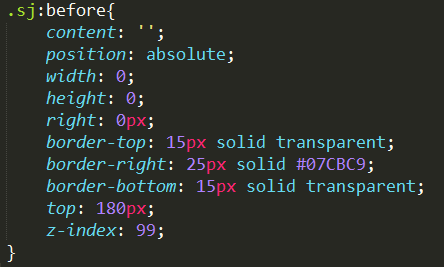 .sj:before{
content: '';
position: absolute;
width: 0;
height: 0;
right: 0px;
border-top: 15px solid transparent;
border-right: 25px solid #07CBC9;
border-bottom: 15px solid transparent;
top: 180px;
z-index: 99;
}